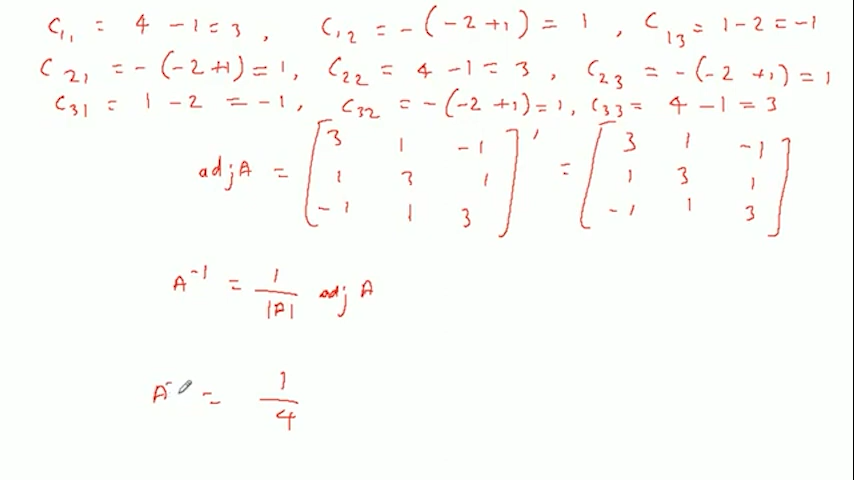 C₁₁ = 4 - 1 = 3 , C₁₂ = - (-2 +1) = 1 , C₁₃ = 1 - 2 = -1
C₂₁ = - (-2 +1) = 1 , C₂₂ = 4 - 1 = 3 , C₂₃ = - (-2 +1) = 1
C₃₁ = 1 - 2 = -1 , C₃₂ = - (-2 +1) = 1 , C₃₃ = 4 - 1 = 3
adj A = [3 1 -1 ; 1 3 1 ; -1 1 3]' = [3 1 -1 ; 1 3 1 ; -1 1 3]
A⁻¹ = 1/|A| adj A
A⁻ = 1/4